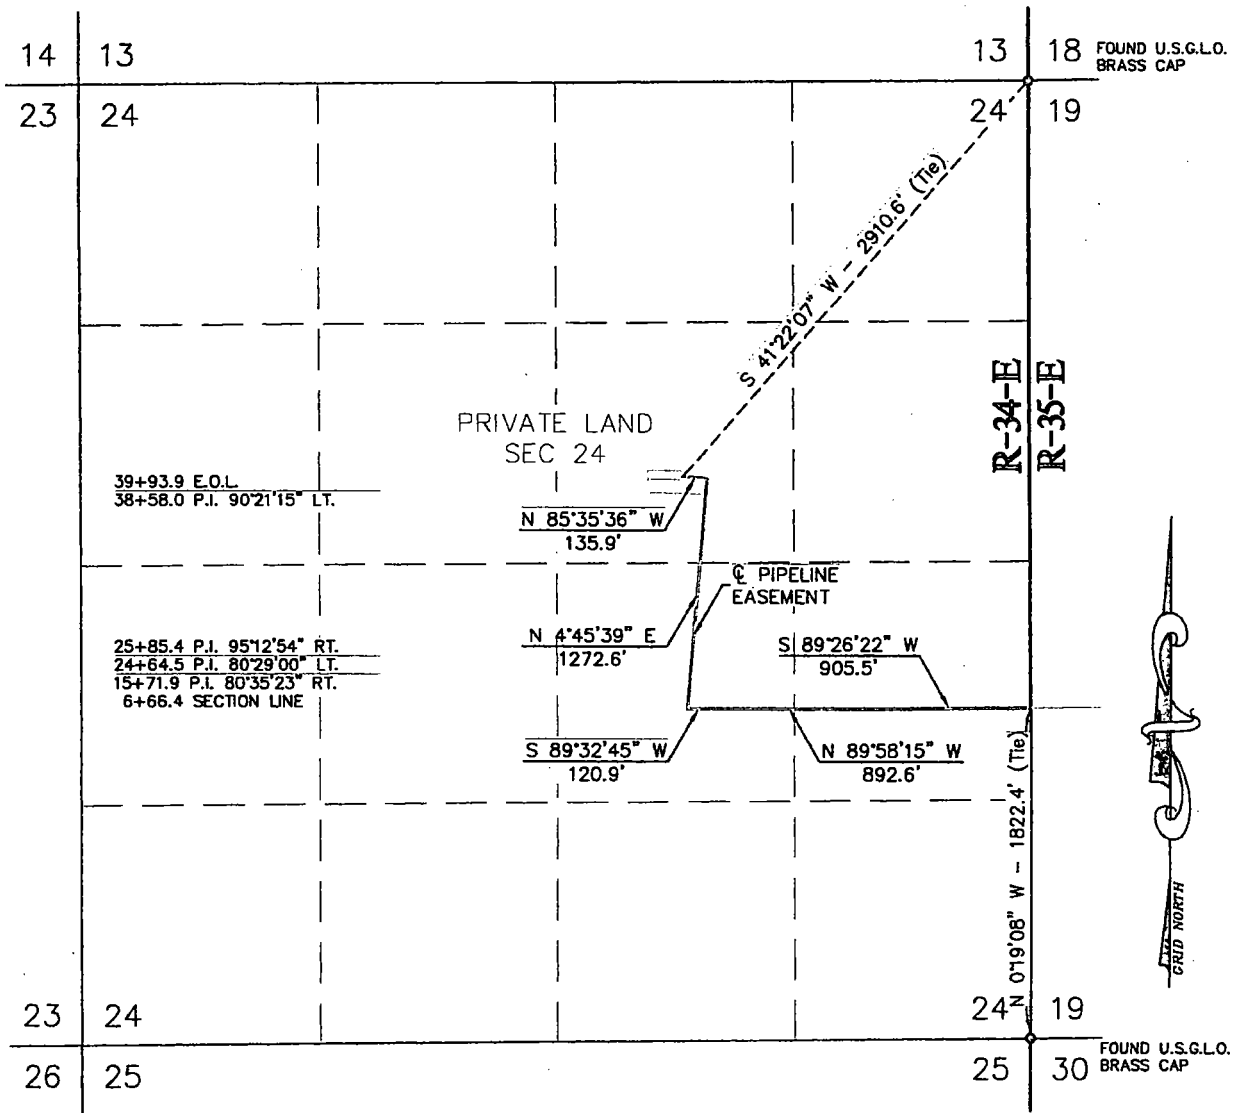 14 13
13 18 FOUND U.S.G.L.O.
BRASS CAP
23 24
24 19
S 41°22'07" W - 2910.6' (Tie)
R-34-E
R-35-E
PRIVATE LAND
SEC 24
39+93.9 E.O.L.
38+58.0 P.I. 90°21'15" LT.
N 85°35'36" W
135.9'
℄ PIPELINE
EASEMENT
N 4°45'39" E
1272.6'
25+85.4 P.I. 95°12'54" RT.
24+64.5 P.I. 80°29'00" LT.
15+71.9 P.I. 80°35'23" RT.
6+66.4 SECTION LINE
S 89°26'22" W
905.5'
S 89°32'45" W
120.9'
N 89°58'15" W
892.6'
N 0°19'08" W - 1822.4' (Tie)
GRID NORTH
23 24
24 19
26 25
25 30 FOUND U.S.G.L.O.
BRASS CAP